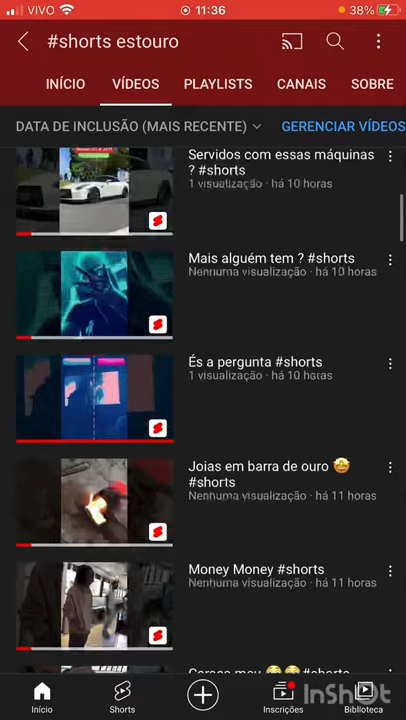 VIVO 11:36 38%
#shorts estouro
INÍCIO VÍDEOS PLAYLISTS CANAIS SOBRE
DATA DE INCLUSÃO (MAIS RECENTE) GERENCIAR VÍDEOS
Servidos com essas máquinas
? #shorts
1 visualização · há 10 horas
Mais alguém tem ? #shorts
Nenhuma visualização · há 10 horas
És a pergunta #shorts
1 visualização · há 10 horas
Joias em barra de ouro 🤩
#shorts
Nenhuma visualização · há 11 horas
Money Money #shorts
Nenhuma visualização · há 11 horas
#shorts
Início Shorts Inscrições Biblioteca
InShot